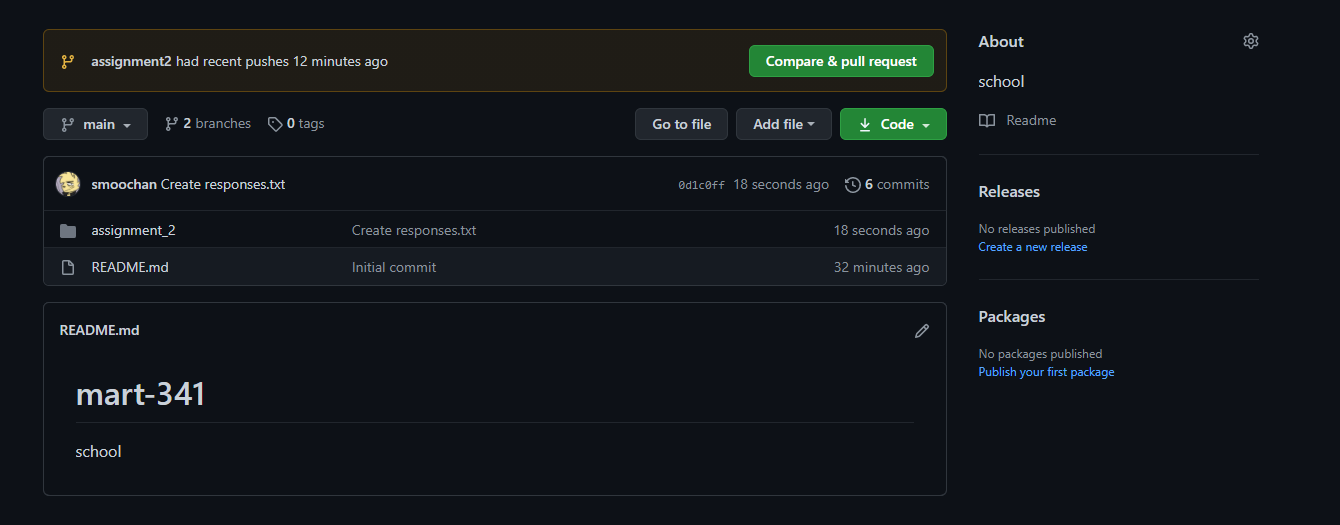 assignment2 had recent pushes 12 minutes ago
Compare & pull request
main
2 branches
0 tags
Go to file
Add file
Code
smoochan Create responses.txt
0d1c0ff 18 seconds ago
6 commits
assignment_2
Create responses.txt
18 seconds ago
README.md
Initial commit
32 minutes ago
README.md
mart-341
school
About
school
Readme
Releases
No releases published
Create a new release
Packages
No packages published
Publish your first package